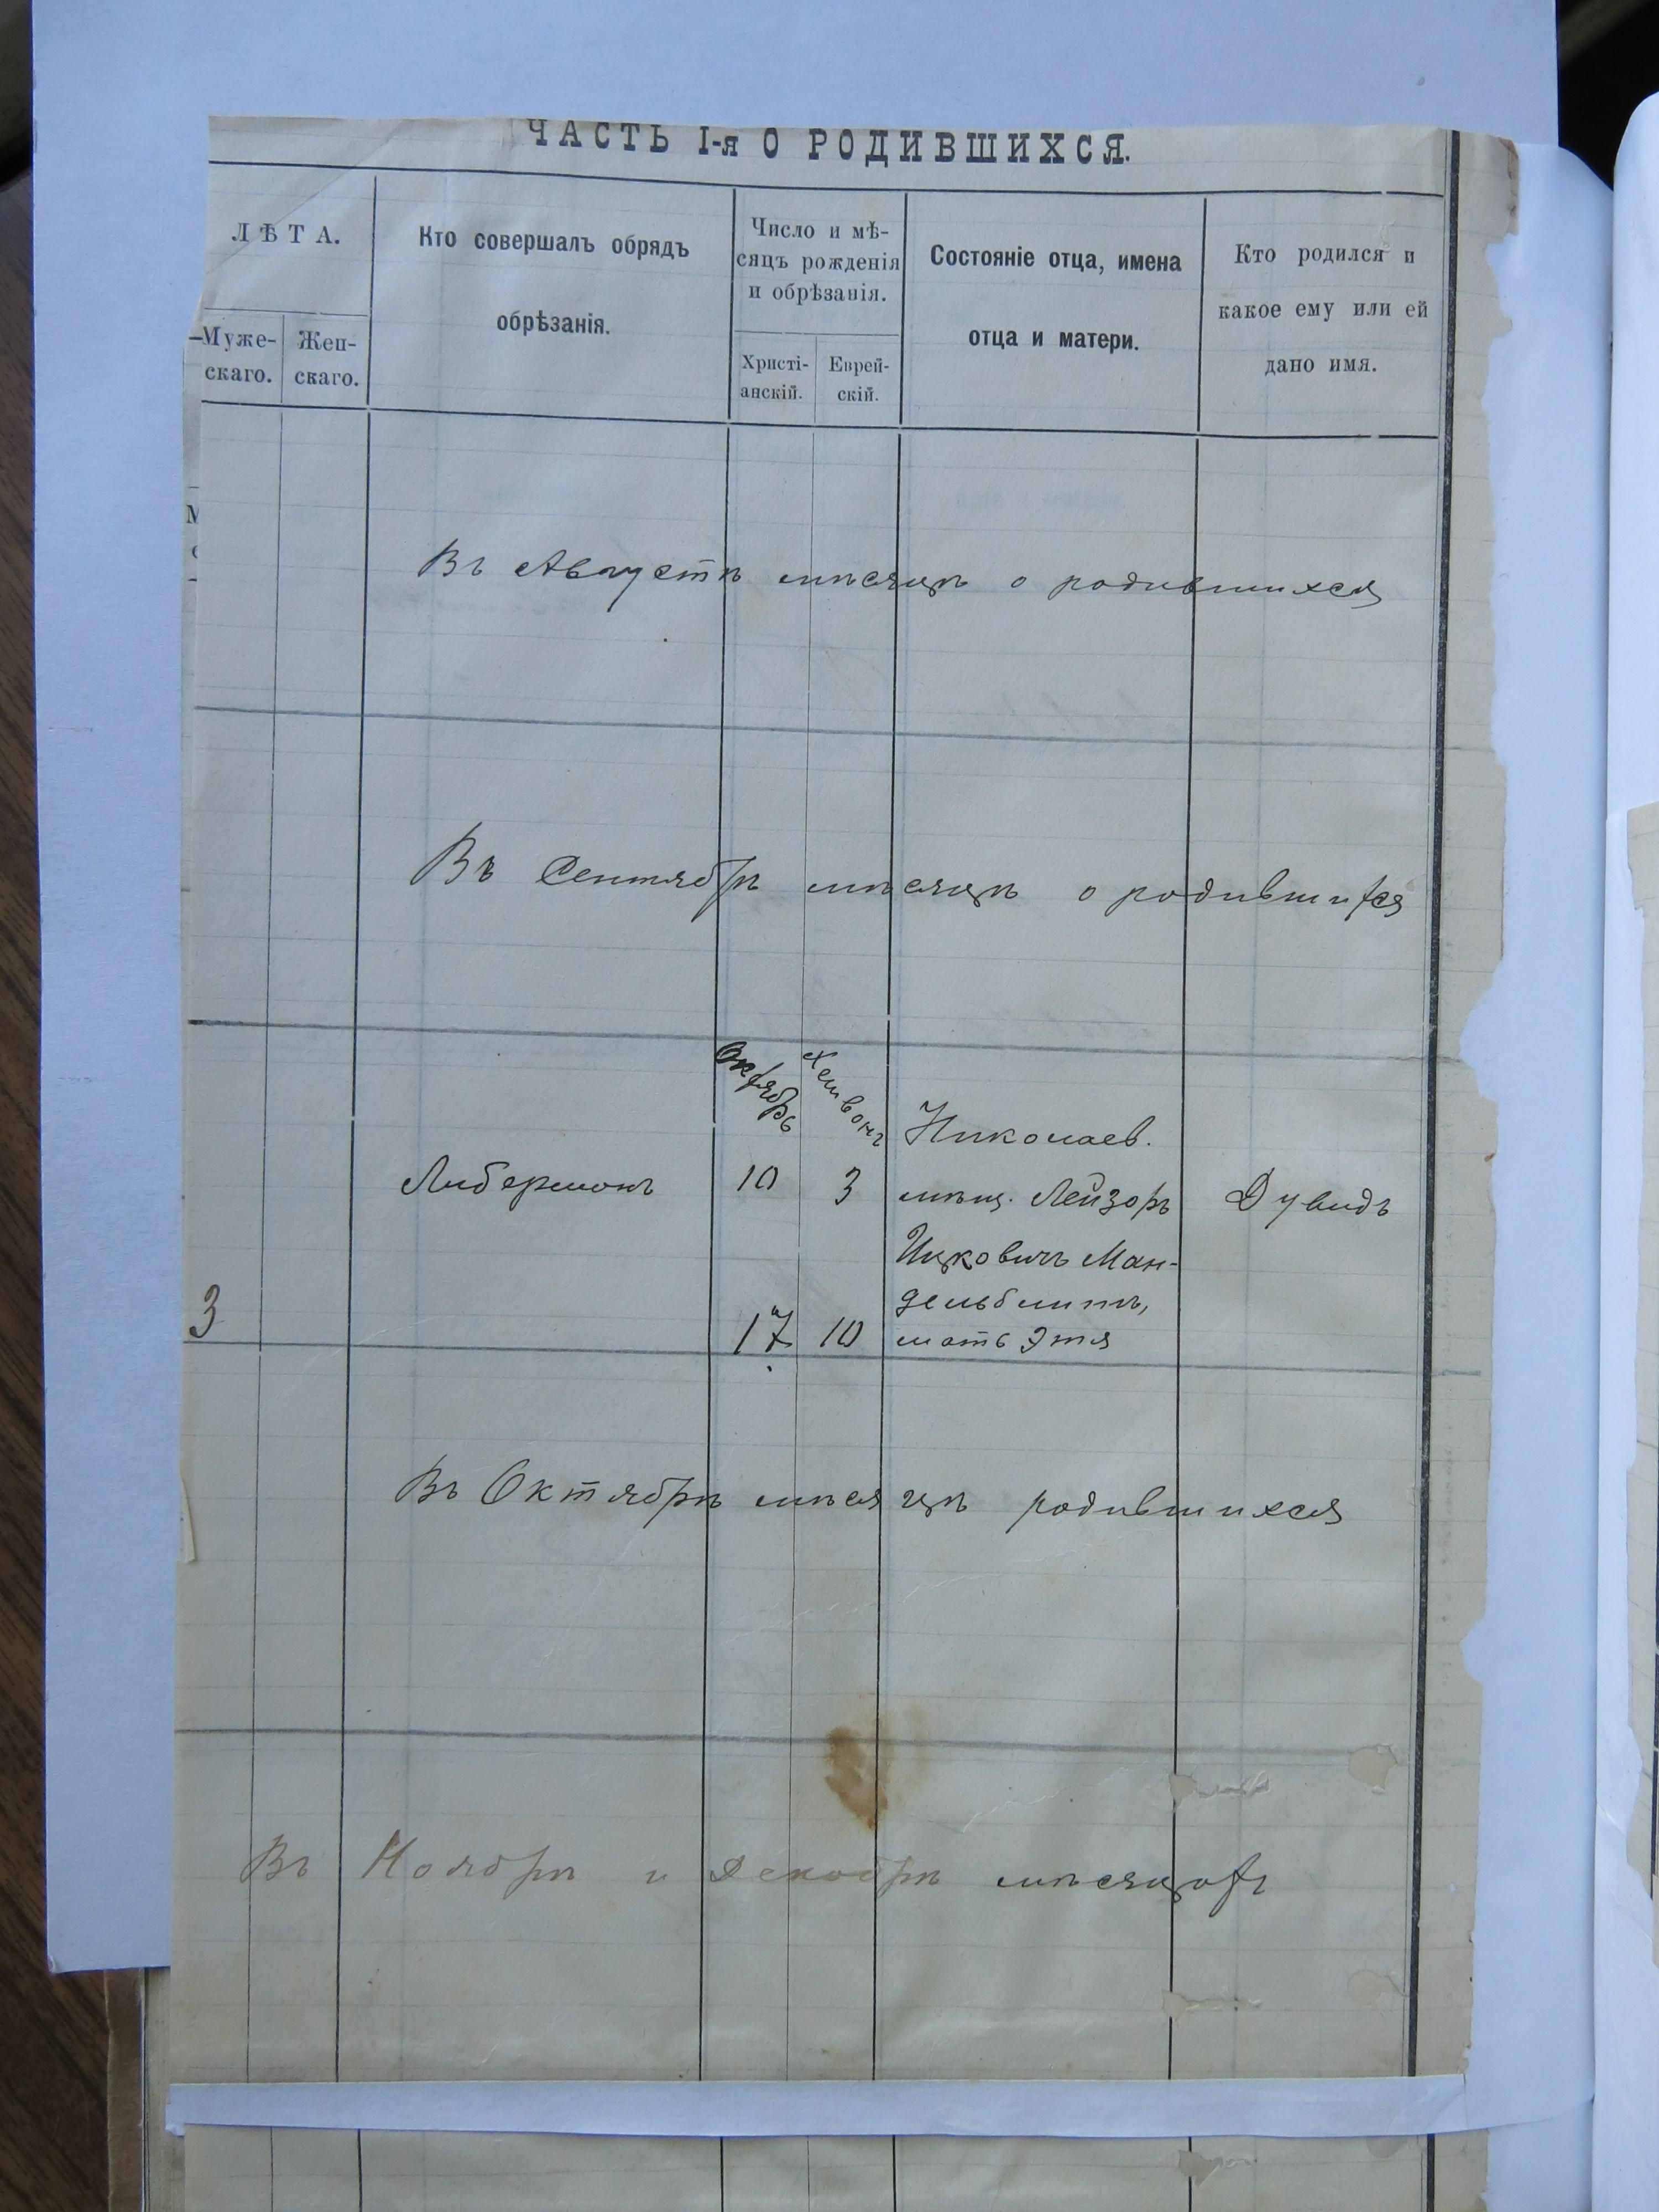 ЧАСТЬ I-я О РОДИВШИХСЯ.
ЛѢТА.
Муже-
скаго.
Жен-
скаго.
Кто совершалъ обрядъ
обрѣзанія.
Число и мѣ-
сяцъ рожденія
и обрѣзанія.
Христі-
анскій.
Еврей-
скій.
Состояніе отца, имена
отца и матери.
Кто родился и
какое ему или ей
дано имя.
Въ Августѣ мѣсяцѣ о родившихся
Въ Сентябрѣ мѣсяцѣ о родившихся
3
Либерманъ
Октябрь
10
17
Хешвонъ
3
10
Николаев.
мѣщ. Лейзоръ
Ицковичъ Ман-
дельблитъ,
мать Этя
Дувидъ
Въ Октябрѣ мѣсяцѣ родившихся
Въ Ноябрѣ и Декабрѣ мѣсяцахъ